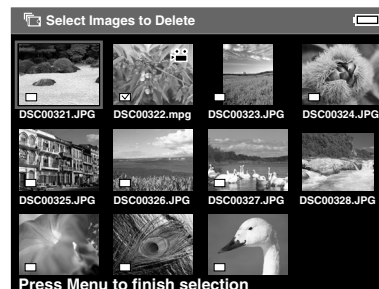 Select Images to Delete
DSC00321.JPG DSC00322.mpg DSC00323.JPG DSC00324.JPG
DSC00325.JPG DSC00326.JPG DSC00327.JPG DSC00328.JPG
Press Menu to finish selection